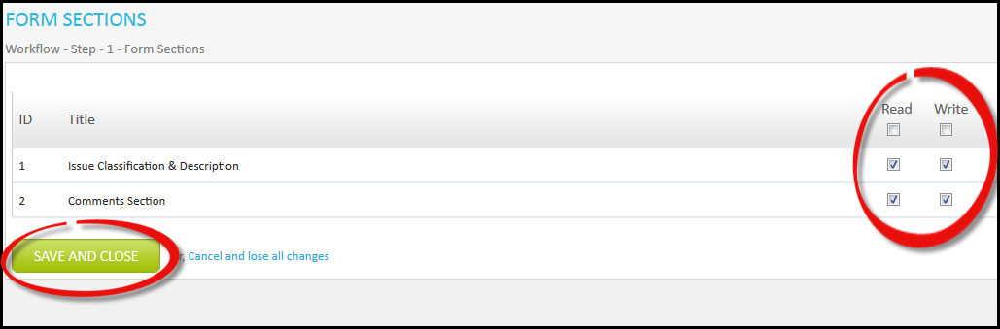 FORM SECTIONS
Workflow - Step - 1 - Form Sections
ID Title Read Write
1 Issue Classification & Description
2 Comments Section
SAVE AND CLOSE r, Cancel and lose all changes